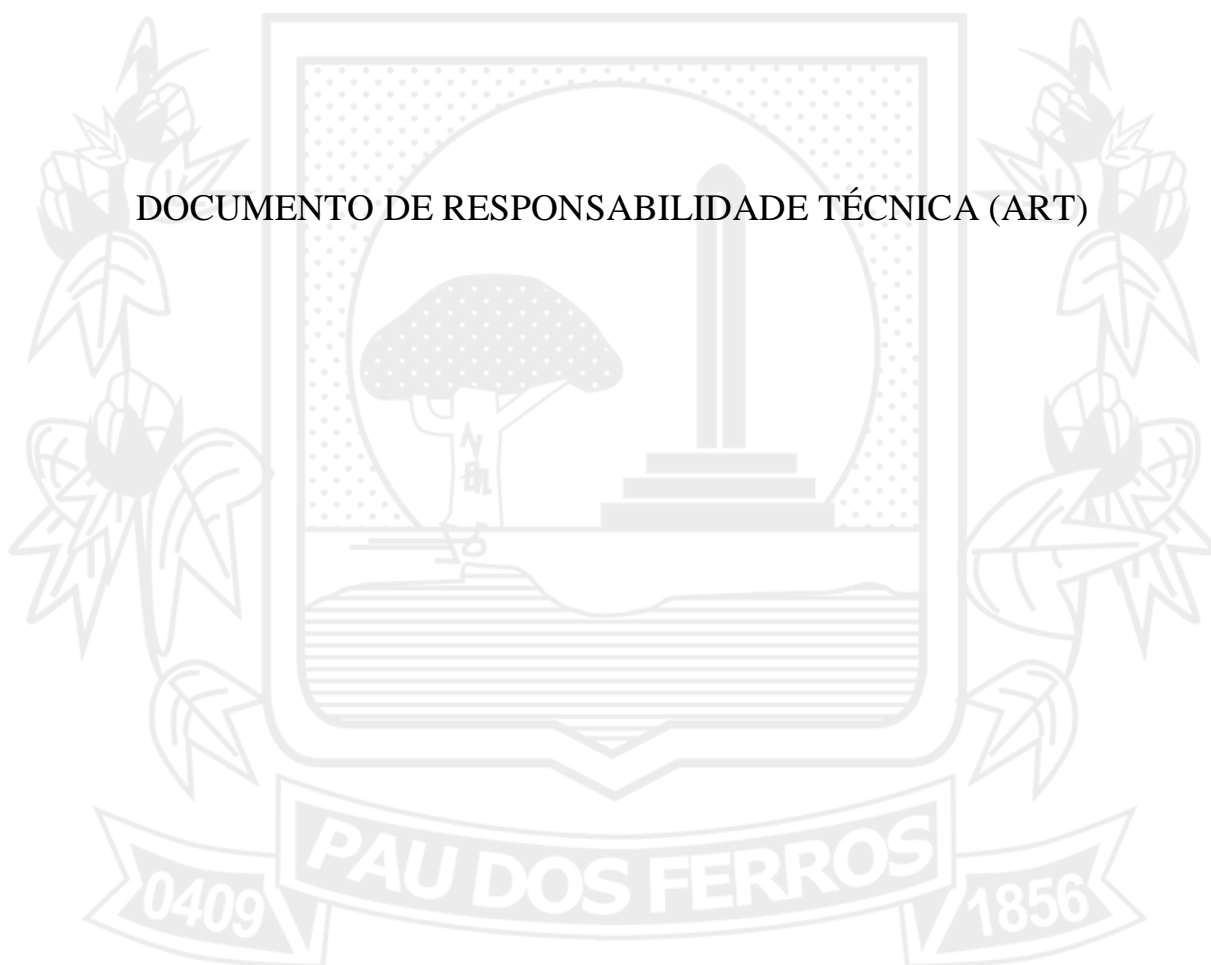 DOCUMENTO DE RESPONSABILIDADE TÉCNICA (ART)
PAU DOS FERROS
0409
1856